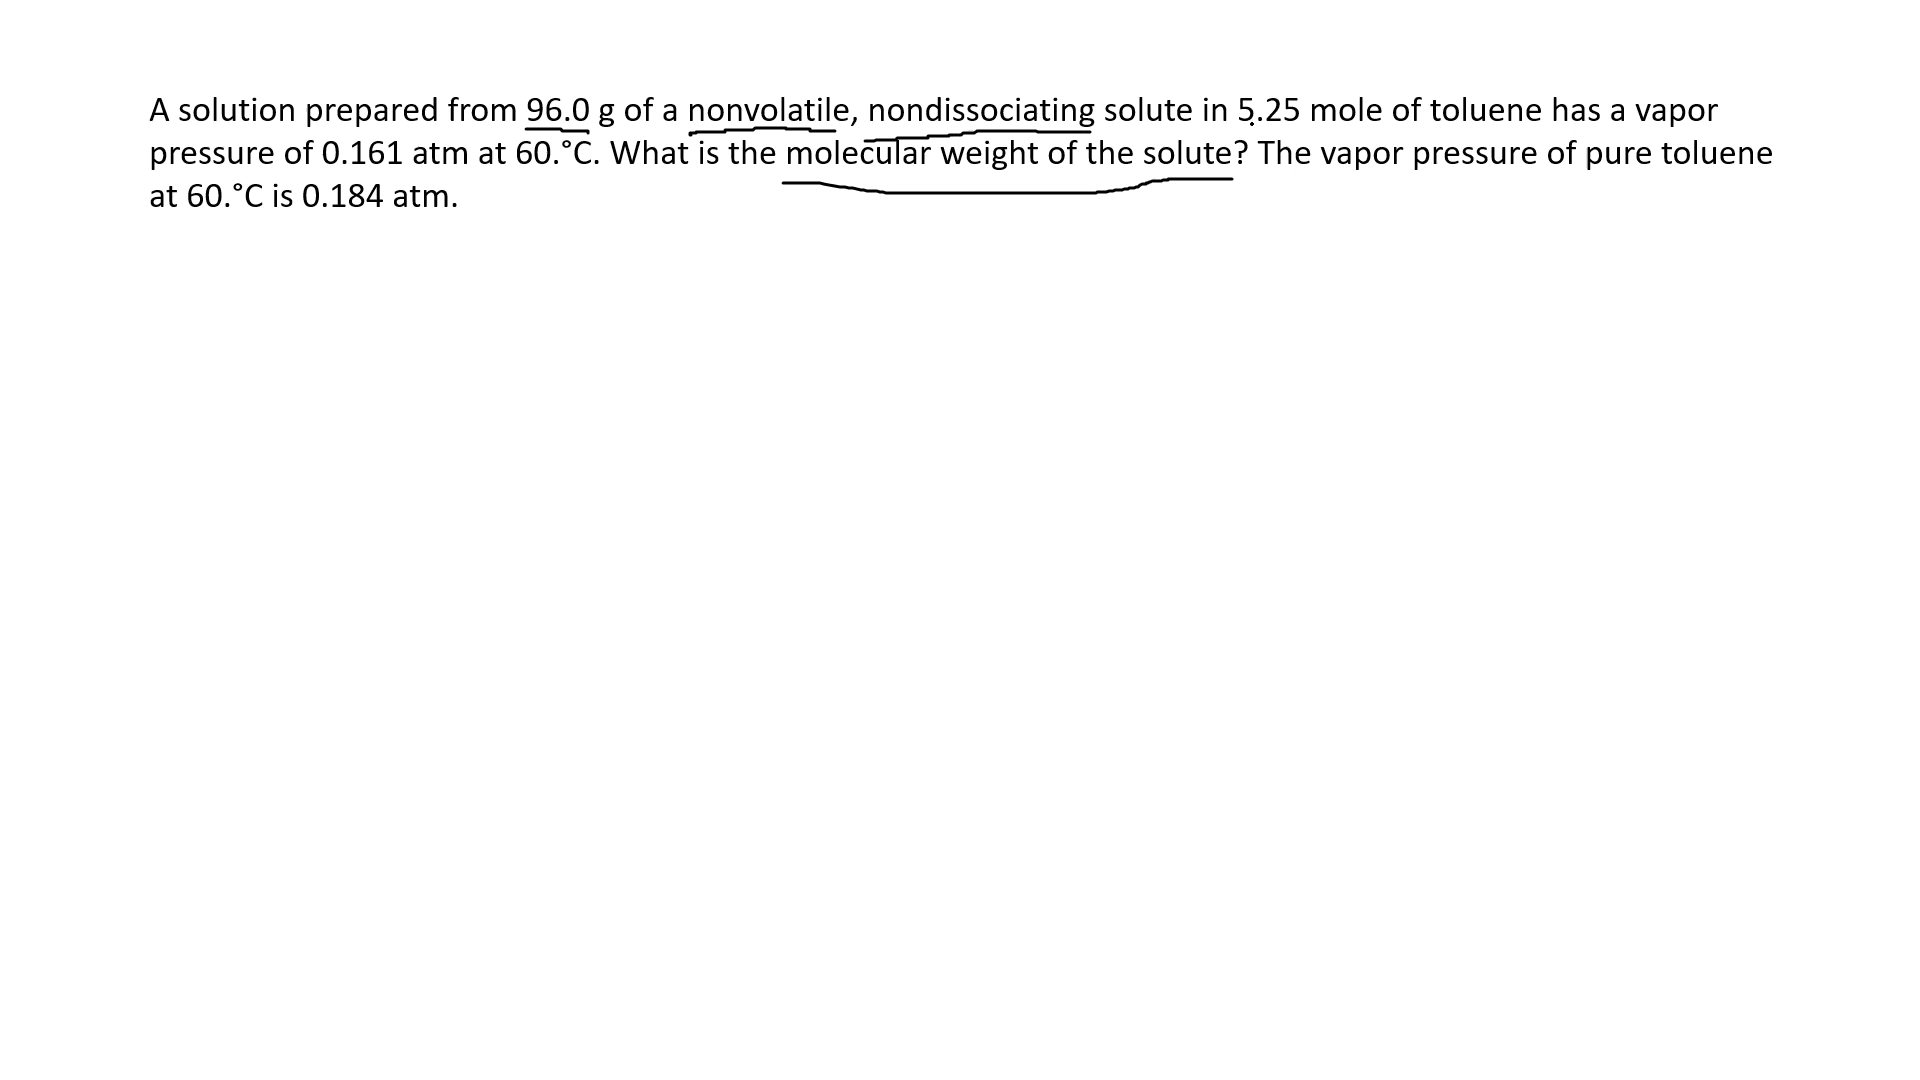 A solution prepared from 96.0 g of a nonvolatile, nondissociating solute in 5.25 mole of toluene has a vapor
pressure of 0.161 atm at 60.°C. What is the molecular weight of the solute? The vapor pressure of pure toluene
at 60.°C is 0.184 atm.